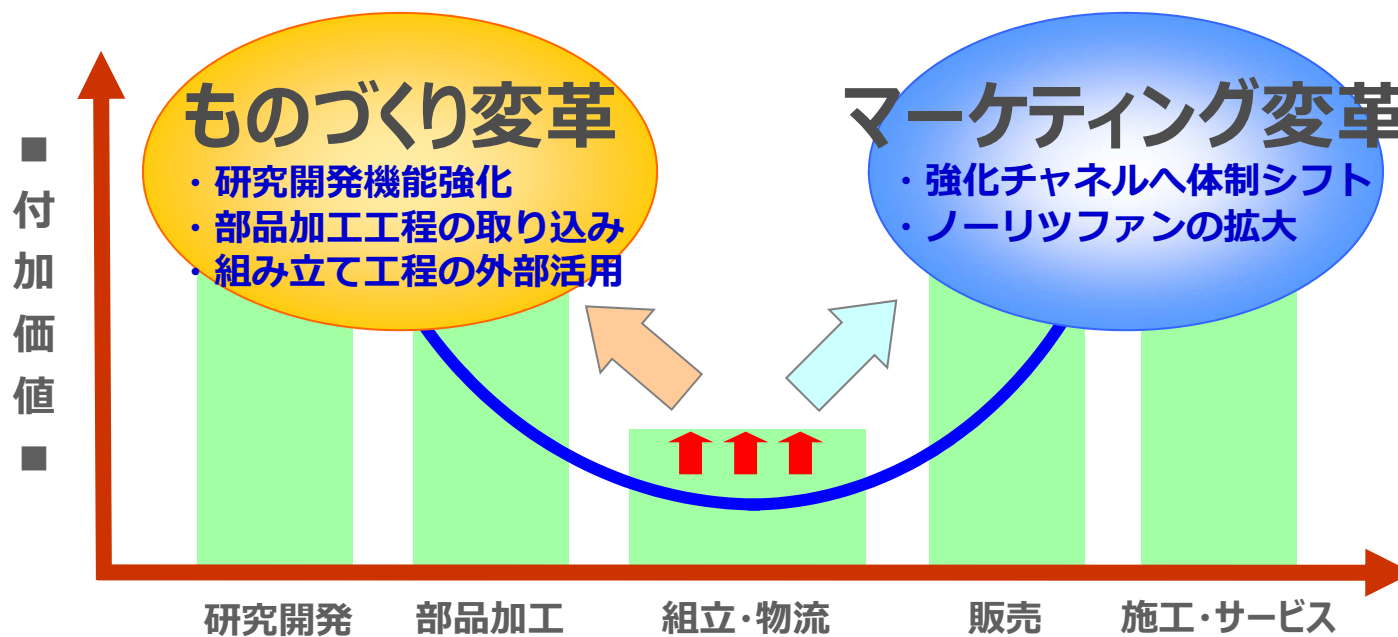 ものづくり変革
・研究開発機能強化
・部品加工工程の取り込み
・組み立て工程の外部活用
マーケティング変革
・強化チャネルへ体制シフト
・ノーリツファンの拡大
■付加価値■
研究開発
部品加工
組立・物流
販売
施工・サービス